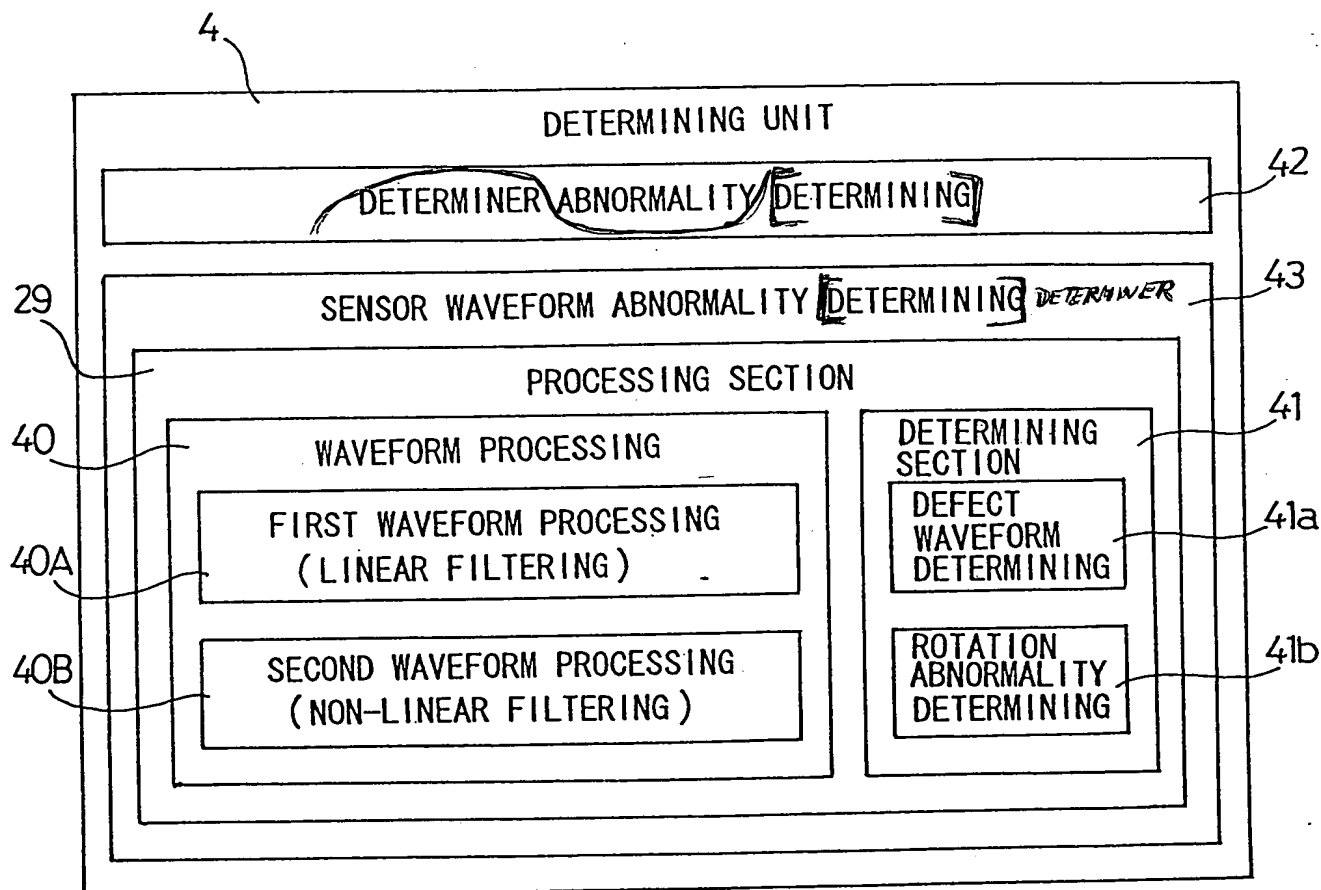 4
DETERMINING UNIT
DETERMINER ABNORMALITY [DETERMINING]
42
29
SENSOR WAVEFORM ABNORMALITY [DETERMINING] DETERMINER
43
PROCESSING SECTION
40
WAVEFORM PROCESSING
FIRST WAVEFORM PROCESSING
(LINEAR FILTERING)
40A
SECOND WAVEFORM PROCESSING
(NON-LINEAR FILTERING)
40B
DETERMINING
SECTION
41
DEFECT
WAVEFORM
DETERMINING
41a
ROTATION
ABNORMALITY
DETERMINING
41b